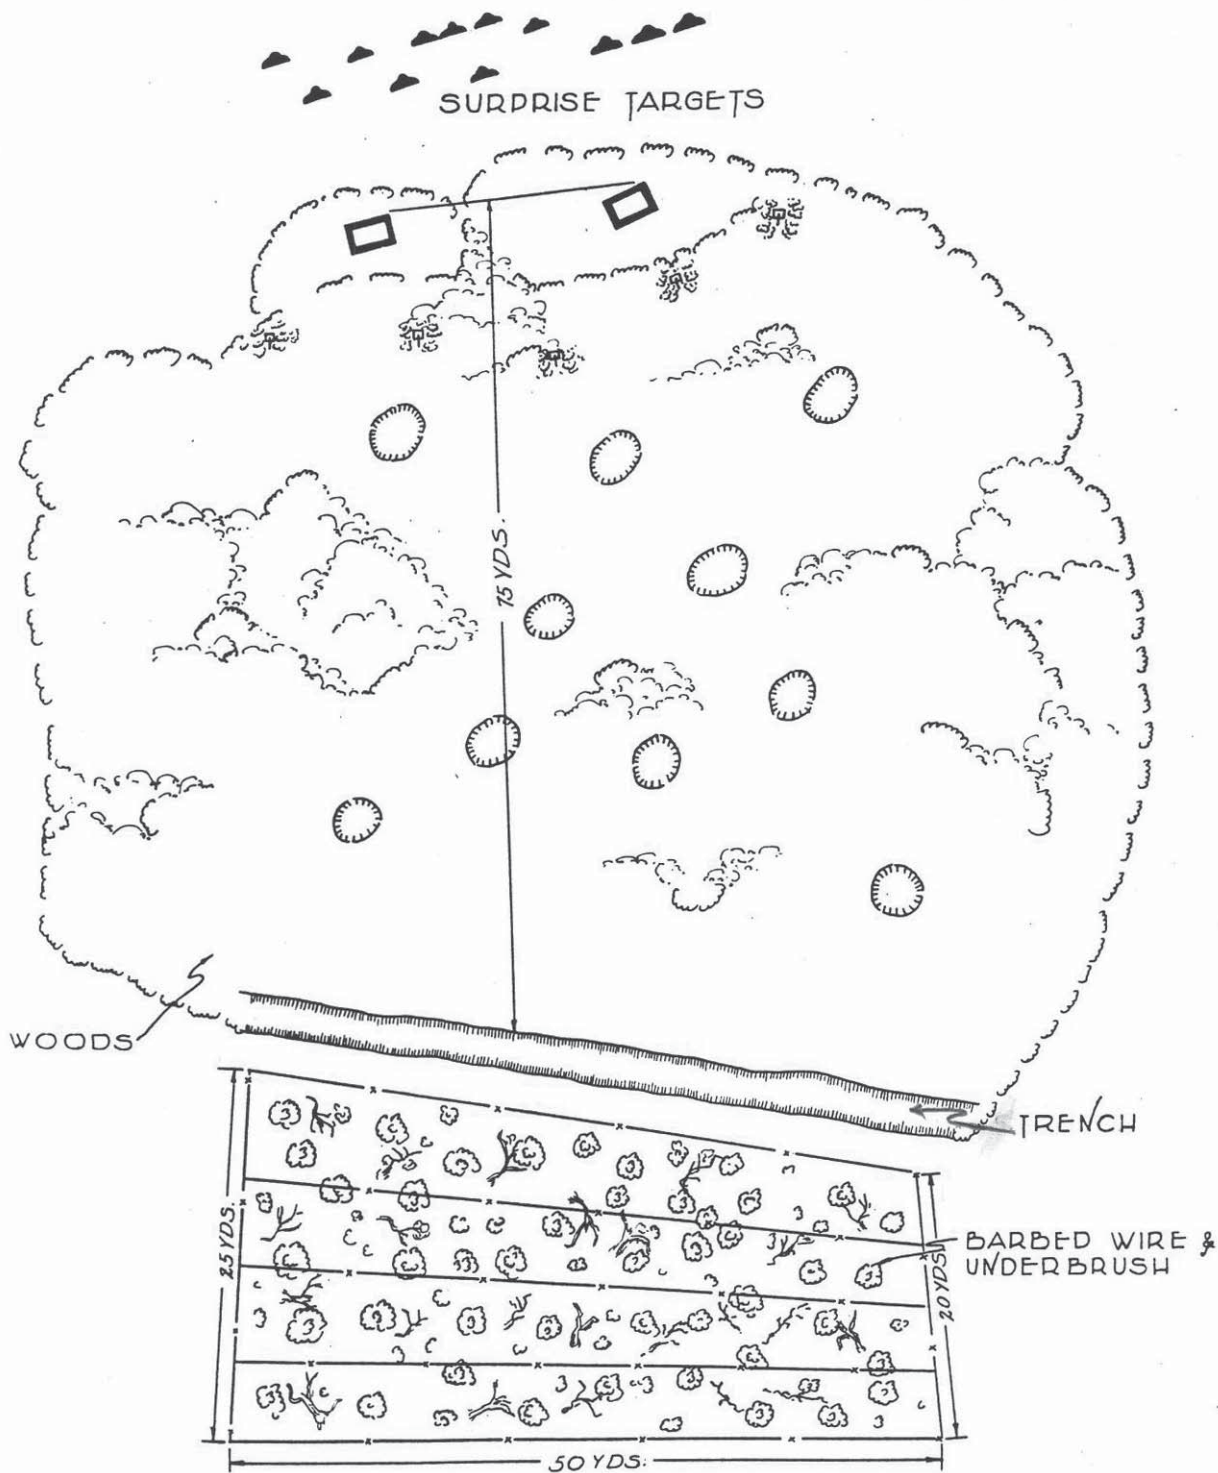 SURPRISE TARGETS
75 YDS.
WOODS
TRENCH
25 YDS.
BARBED WIRE &
UNDERBRUSH
20 YDS.
50 YDS.